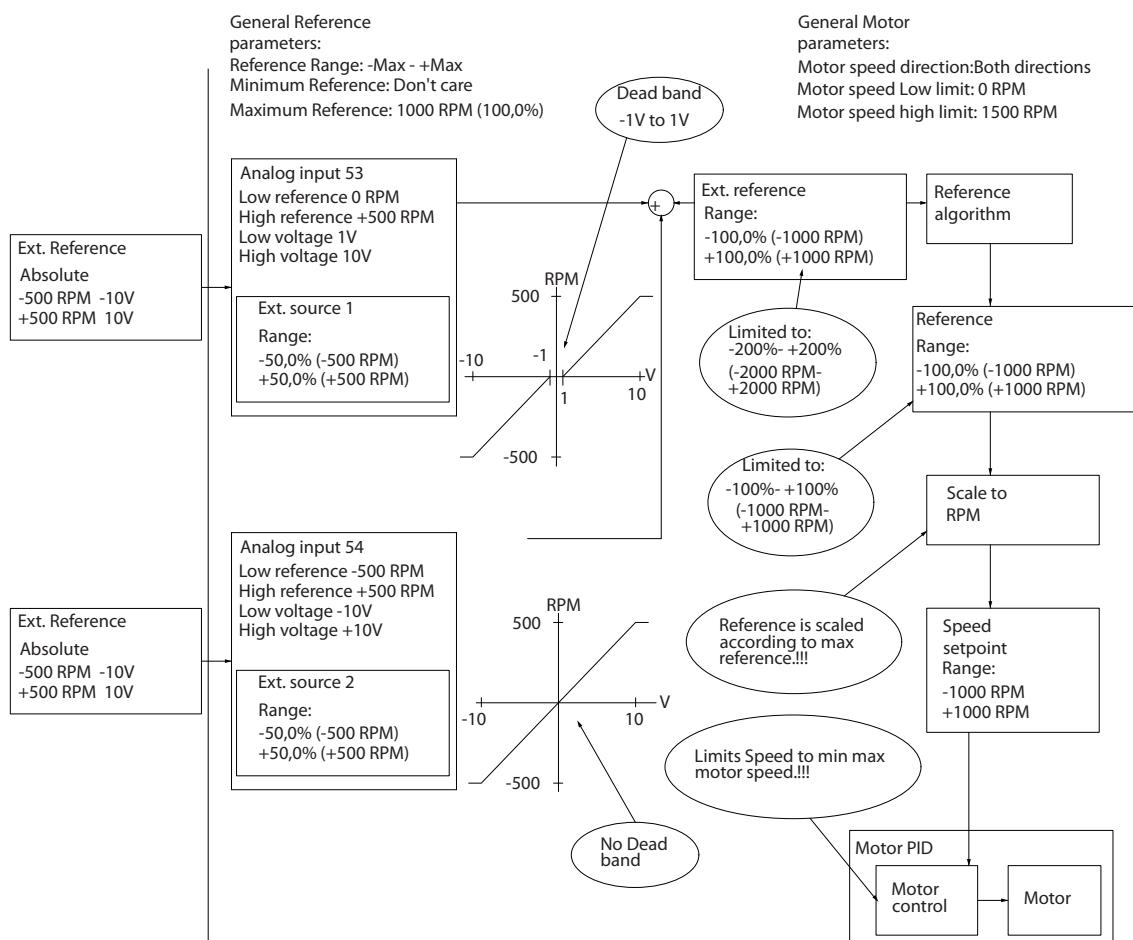 General Reference
parameters:
Reference Range: -Max - +Max
Minimum Reference: Don't care
Maximum Reference: 1000 RPM (100,0%)
General Motor
parameters:
Motor speed direction:Both directions
Motor speed Low limit: 0 RPM
Motor speed high limit: 1500 RPM
Dead band
-1V to 1V
Ext. Reference
Absolute
-500 RPM -10V
+500 RPM 10V
Analog input 53
Low reference 0 RPM
High reference +500 RPM
Low voltage 1V
High voltage 10V
Ext. source 1
Range:
-50,0% (-500 RPM)
+50,0% (+500 RPM)
RPM
500
-10
-1
V
1
10
-500
+
Ext. reference
Range:
-100,0% (-1000 RPM)
+100,0% (+1000 RPM)
Reference
algorithm
Limited to:
-200%- +200%
(-2000 RPM-
+2000 RPM)
Reference
Range:
-100,0% (-1000 RPM)
+100,0% (+1000 RPM)
Limited to:
-100%- +100%
(-1000 RPM-
+1000 RPM)
Scale to
RPM
Ext. Reference
Absolute
-500 RPM -10V
+500 RPM 10V
Analog input 54
Low reference -500 RPM
High reference +500 RPM
Low voltage -10V
High voltage +10V
Ext. source 2
Range:
-50,0% (-500 RPM)
+50,0% (+500 RPM)
RPM
500
V
-10
10
-500
No Dead
band
Reference is scaled
according to max
reference.!!!
Speed
setpoint
Range:
-1000 RPM
+1000 RPM
Limits Speed to min max
motor speed.!!!
Motor PID
Motor
control
Motor